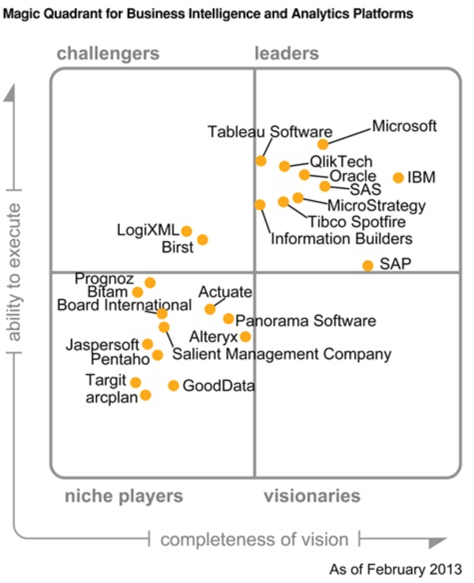 Magic Quadrant for Business Intelligence and Analytics Platforms
challengers
leaders
Tableau Software
Microsoft
QlikTech
Oracle
IBM
SAS
MicroStrategy
Tibco Spotfire
Information Builders
LogiXML
Birst
SAP
Prognoz
Bitam
Actuate
Board International
Panorama Software
Alteryx
Jaspersoft
Salient Management Company
Pentaho
Targit
GoodData
arcplan
ability to execute
niche players
visionaries
completeness of vision
As of February 2013